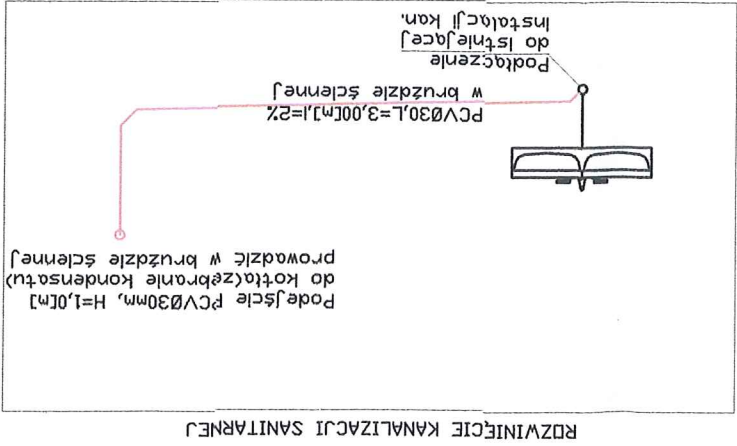 ROZWINIĘCIE KANALIZACJI SANITARNEJ
Podejście PCVØ30mm, H=1,0[m]
do kotła(zebranie kondensatu)
prowadzić w bruździe ściennej
PCVØ30,L=3,00[m],i=2%
w bruździe ściennej
Podłączenie
do istniejącej
instalacji kan.